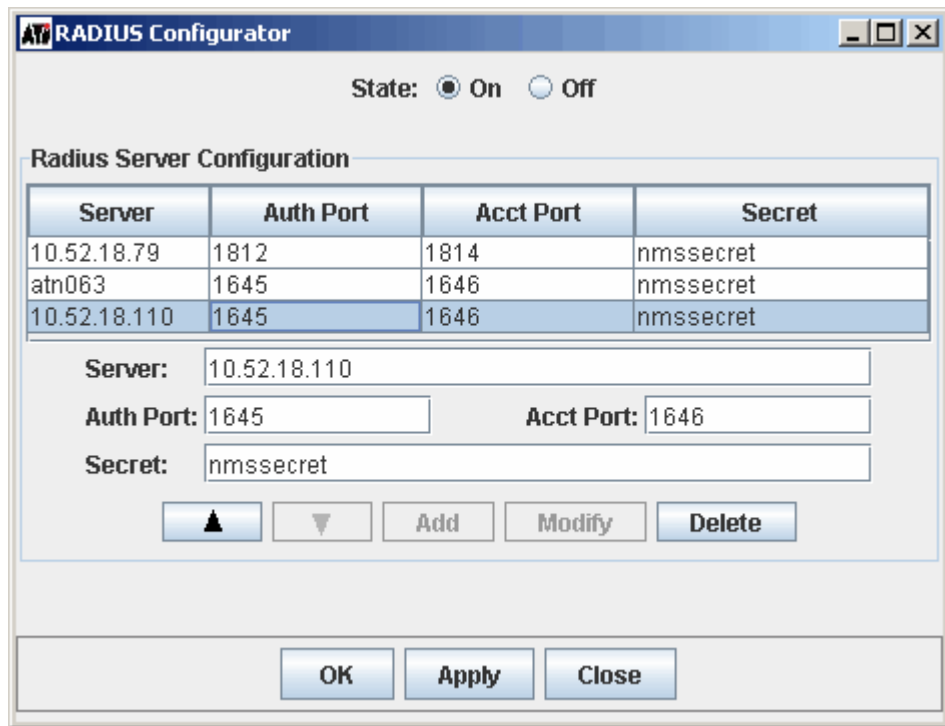 ATi RADIUS Configurator
State: On Off
Radius Server Configuration
Server Auth Port Acct Port Secret
10.52.18.79 1812 1814 nmssecret
atn063 1645 1646 nmssecret
10.52.18.110 1645 1646 nmssecret
Server: 10.52.18.110
Auth Port: 1645 Acct Port: 1646
Secret: nmssecret
Add Modify Delete
OK Apply Close